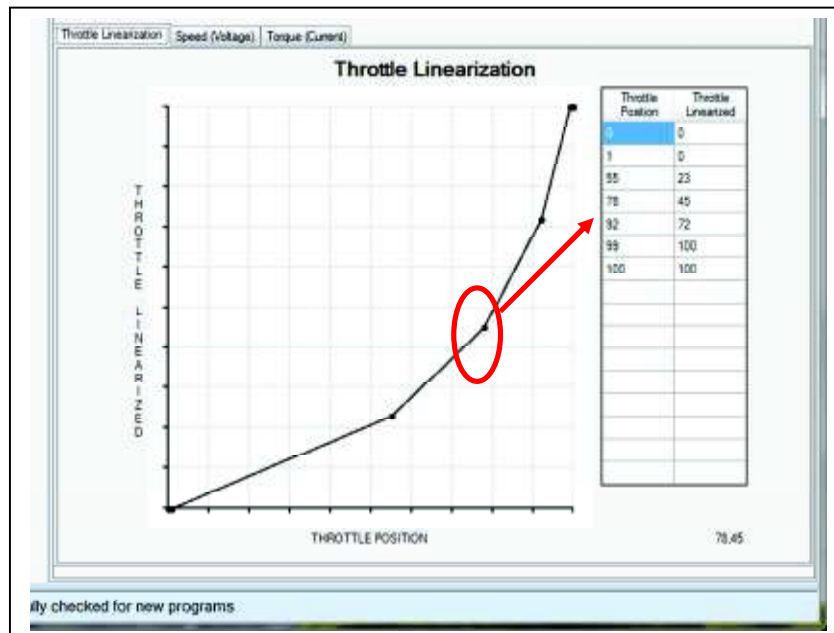 Throttle Linearization Speed (Voltage) Torque (Current)
Throttle Linearization
THROTTLE LINEARIZED
Throttle Position Throttle Linearized
0 0
1 0
55 23
78 45
92 72
99 100
100 100
THROTTLE POSITION 78,45
ully checked for new programs